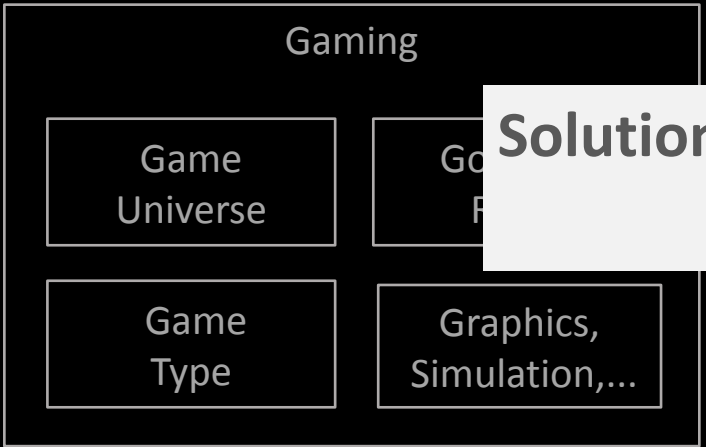 Gaming
Game
Universe
Solution
Game
Type
Graphics,
Simulation,...